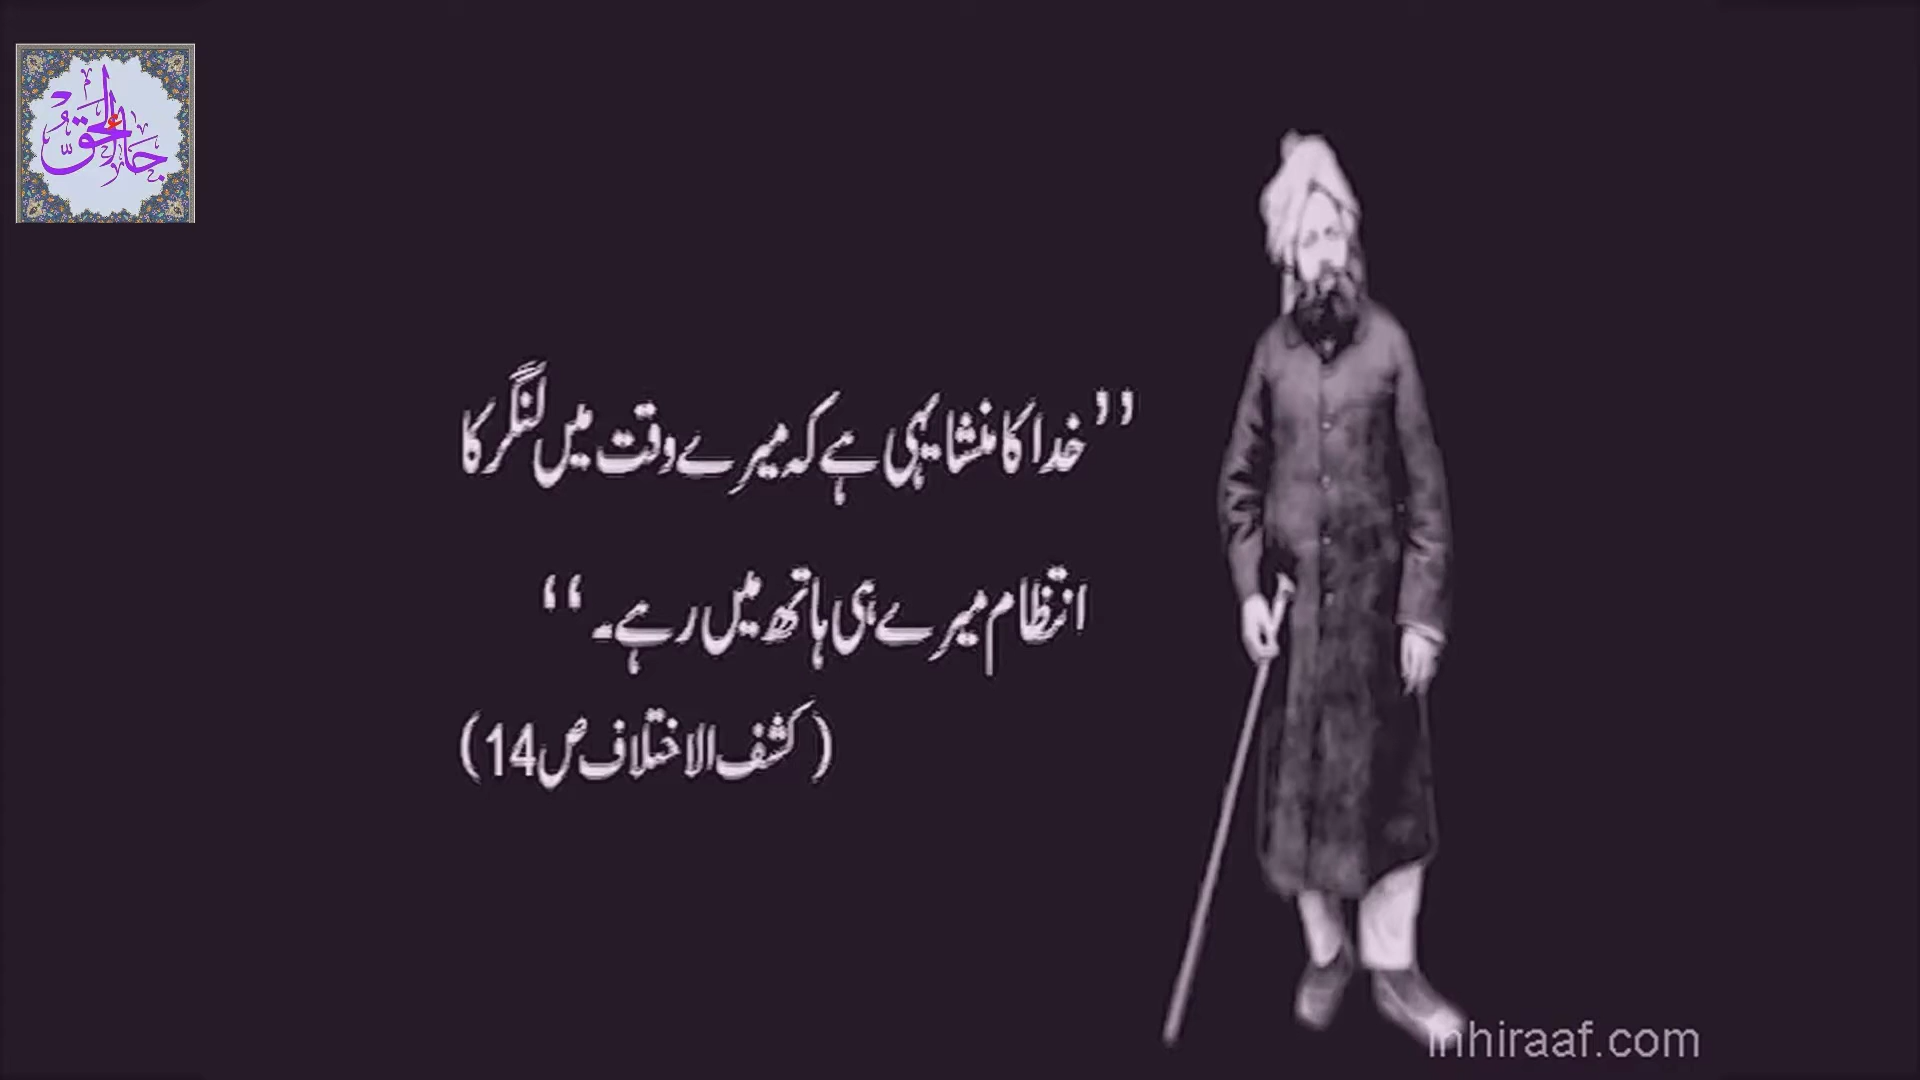 جاء الحق
’’خدا کا منشا یہی ہے کہ میرے وقت میں لنگر کا
انتظام میرے ہی ہاتھ میں رہے۔‘‘
(کشف الاختلاف ص14)
inhiraaf.com